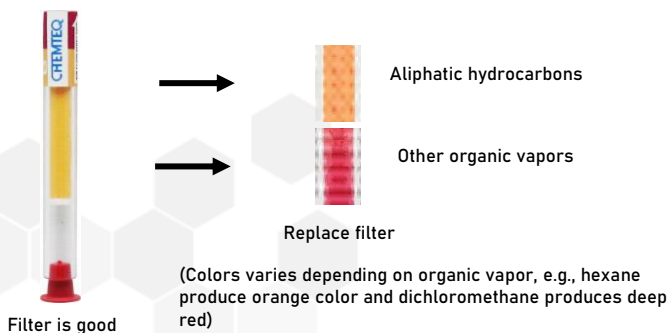 CHEMTEQ
Aliphatic hydrocarbons
Other organic vapors
Replace filter
(Colors varies depending on organic vapor, e.g., hexane
produce orange color and dichloromethane produces deep
red)
Filter is good